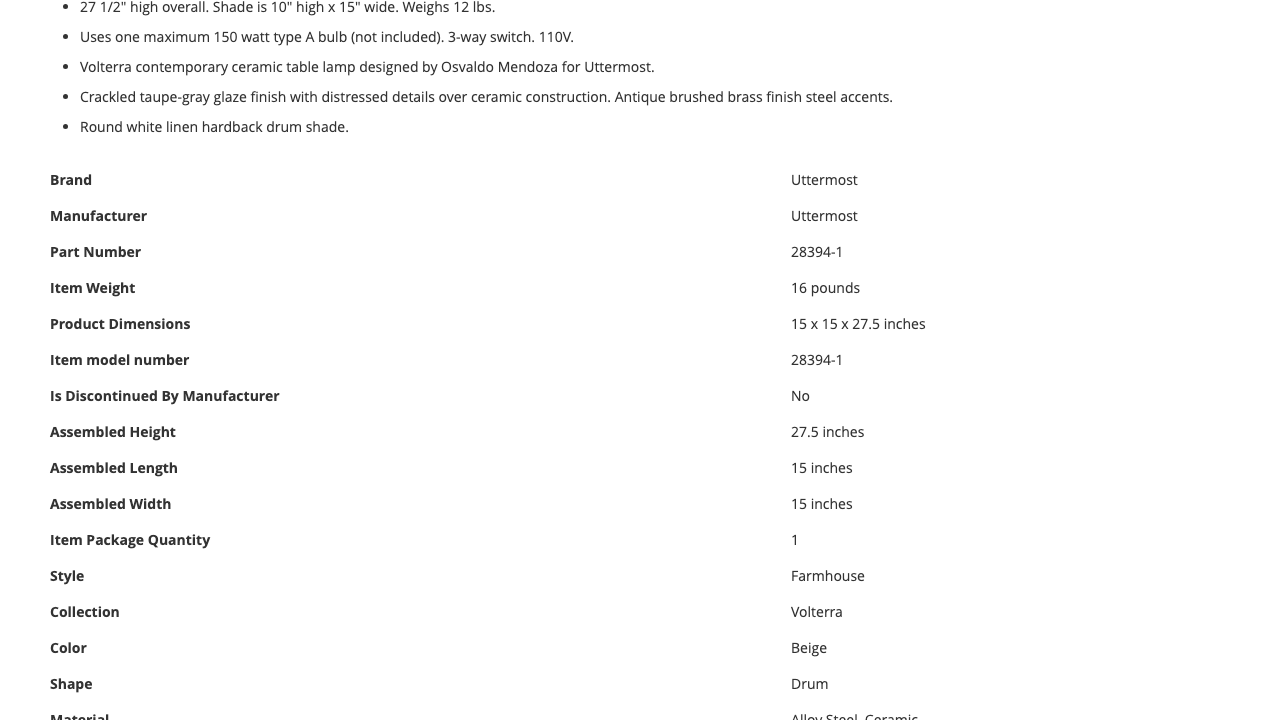 27 1/2" high overall. Shade is 10" high x 15" wide. Weighs 12 lbs.
Uses one maximum 150 watt type A bulb (not included). 3-way switch. 110V.
Volterra contemporary ceramic table lamp designed by Osvaldo Mendoza for Uttermost.
Crackled taupe-gray glaze finish with distressed details over ceramic construction. Antique brushed brass finish steel accents.
Round white linen hardback drum shade.
Brand Uttermost
Manufacturer Uttermost
Part Number 28394-1
Item Weight 16 pounds
Product Dimensions 15 x 15 x 27.5 inches
Item model number 28394-1
Is Discontinued By Manufacturer No
Assembled Height 27.5 inches
Assembled Length 15 inches
Assembled Width 15 inches
Item Package Quantity 1
Style Farmhouse
Collection Volterra
Color Beige
Shape Drum
Material Alloy Steel, Ceramic